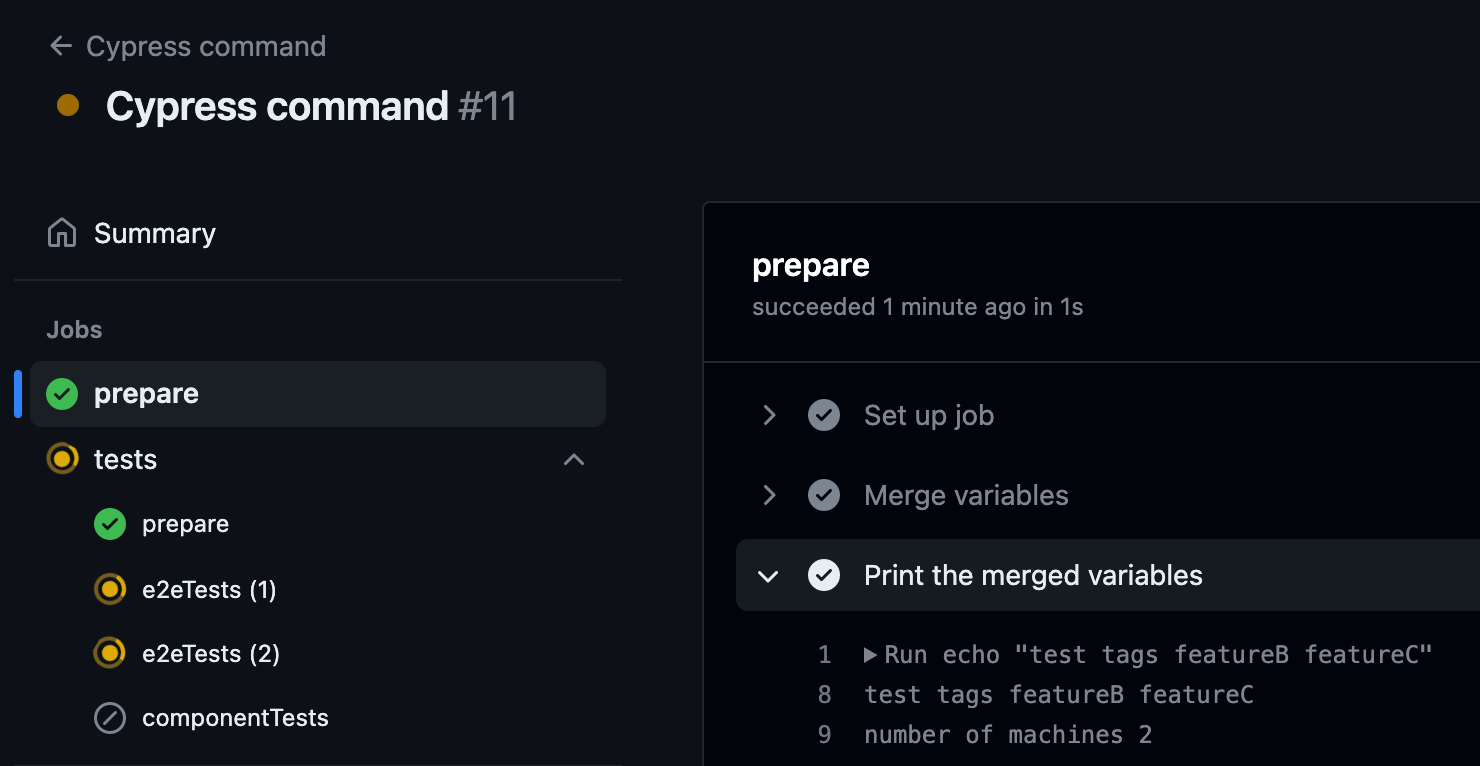 Cypress command
Cypress command #11
Summary
Jobs
prepare
tests
prepare
e2eTests (1)
e2eTests (2)
componentTests
prepare
succeeded 1 minute ago in 1s
Set up job
Merge variables
Print the merged variables
1 Run echo "test tags featureB featureC"
8 test tags featureB featureC
9 number of machines 2